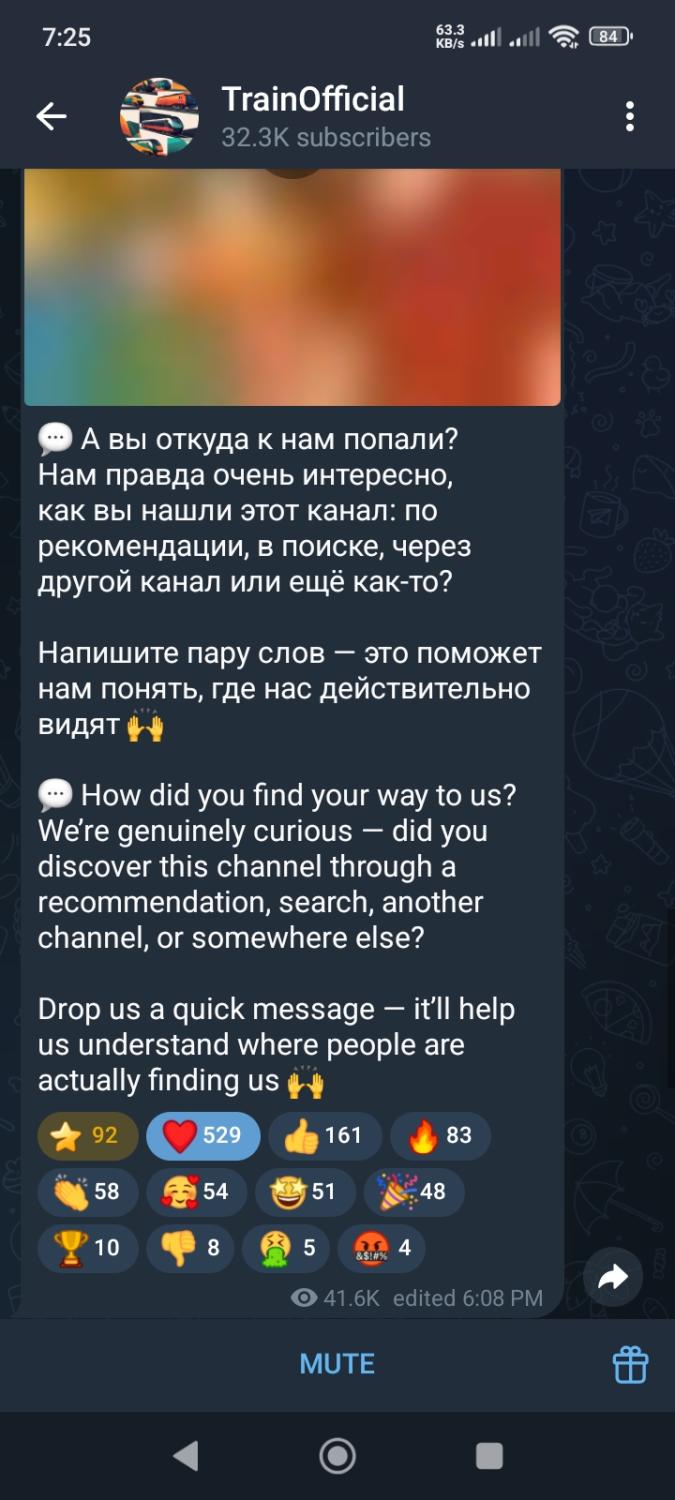 7:25
63.3
KB/s
84
TrainOfficial
32.3K subscribers
💬 А вы откуда к нам попали?
Нам правда очень интересно,
как вы нашли этот канал: по
рекомендации, в поиске, через
другой канал или ещё как-то?
Напишите пару слов — это поможет
нам понять, где нас действительно
видят 🙌
💬 How did you find your way to us?
We’re genuinely curious — did you
discover this channel through a
recommendation, search, another
channel, or somewhere else?
Drop us a quick message — it’ll help
us understand where people are
actually finding us 🙌
⭐ 92 ❤️ 529 👍 161 🔥 83
👏 58 🥰 54 🤩 51 🎉 48
🏆 10 👎 8 🤮 5 🤬 4
41.6K edited 6:08 PM
MUTE